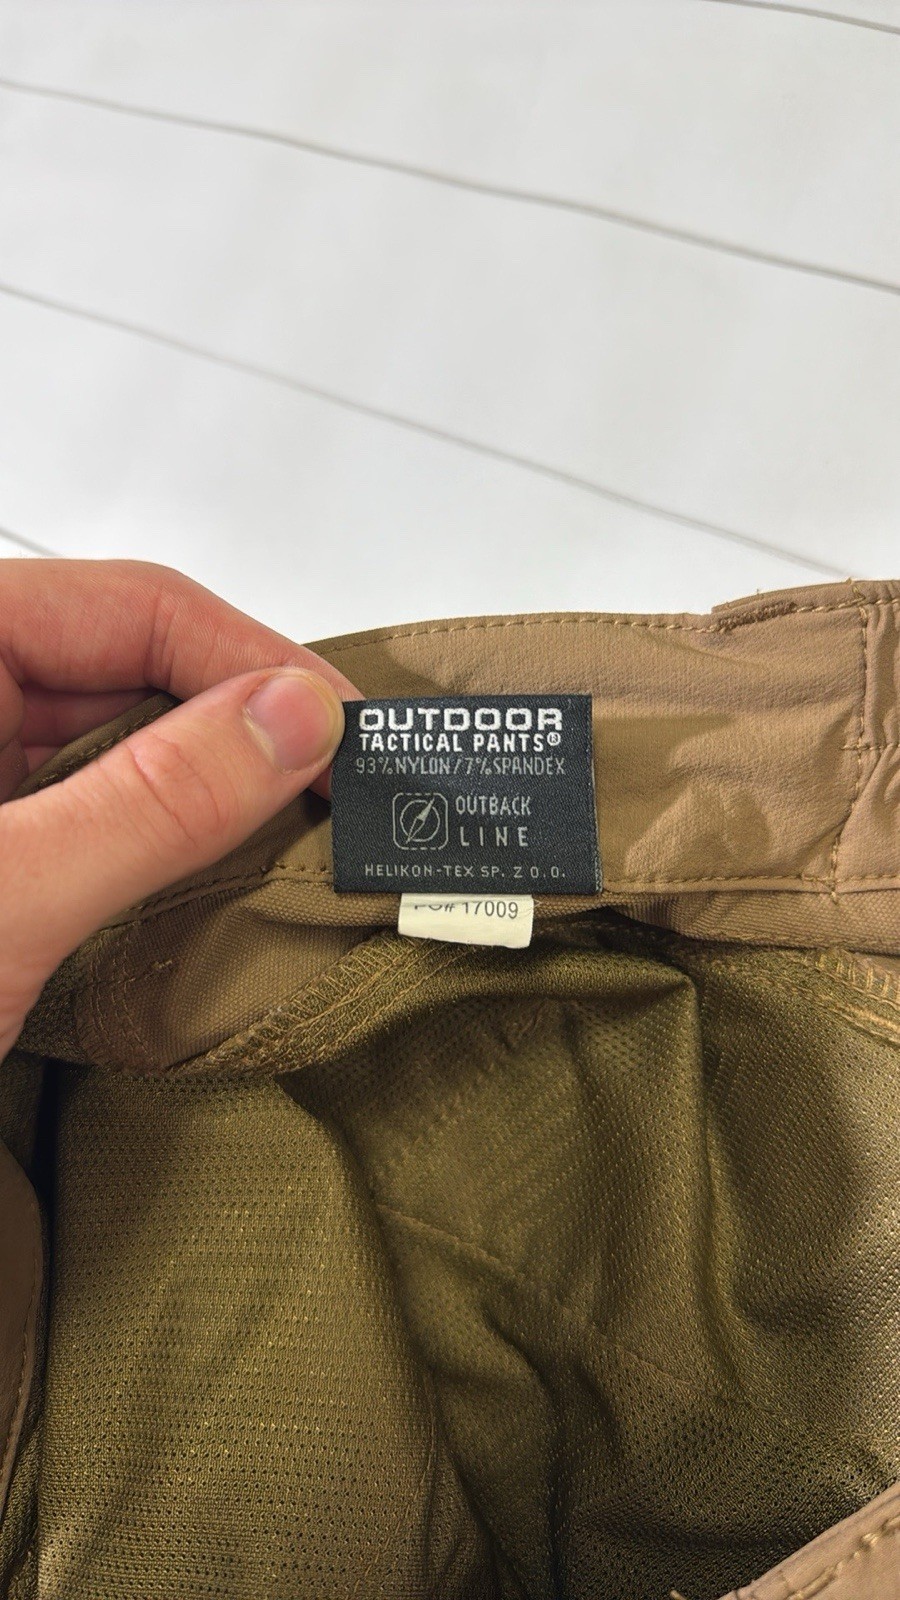 OUTDOOR
TACTICAL PANTS®
93% NYLON/7% SPANDEX
OUTBACK
LINE
HELIKON-TEX SP. Z O.O.
17009